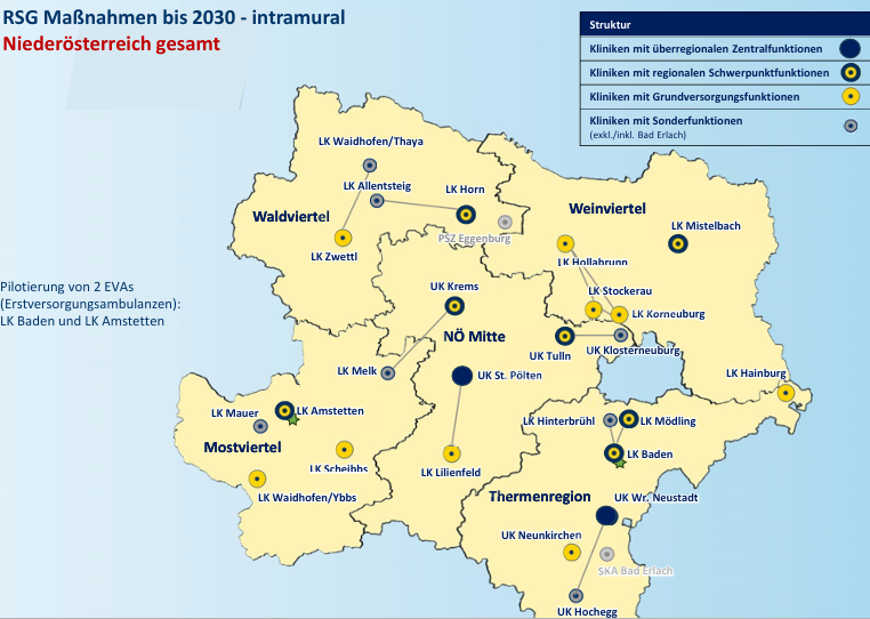 RSG Maßnahmen bis 2030 - intramural
Niederösterreich gesamt
Struktur
Kliniken mit überregionalen Zentralfunktionen
Kliniken mit regionalen Schwerpunktfunktionen
Kliniken mit Grundversorgungsfunktionen
Kliniken mit Sonderfunktionen
(exkl./inkl. Bad Erlach)
LK Waidhofen/Thaya
LK Allentsteig
LK Horn
Waldviertel
Weinviertel
LK Mistelbach
PSZ Eggenburg
LK Zwettl
LK Hollabrunn
Pilotierung von 2 EVAs
(Erstversorgungsambulanzen):
LK Baden und LK Amstetten
UK Krems
LK Stockerau
LK Korneuburg
NÖ Mitte
UK Tulln
UK Klosterneuburg
LK Melk
UK St. Pölten
LK Hainburg
LK Mauer
LK Amstetten
LK Hinterbrühl
LK Mödling
Mostviertel
LK Baden
LK Scheibbs
LK Lilienfeld
LK Waidhofen/Ybbs
Thermenregion
UK Wr. Neustadt
UK Neunkirchen
SKA Bad Erlach
UK Hochegg